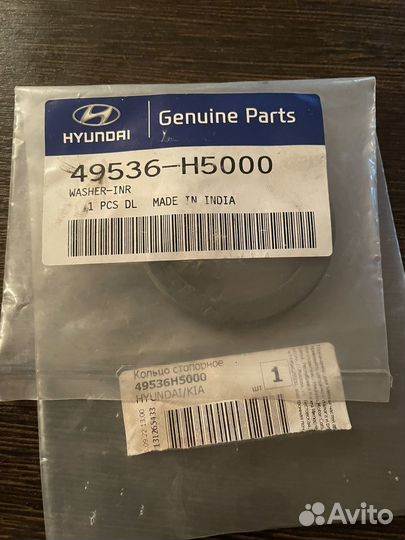 HYUNDAI
Genuine Parts
49536-H5000
WASHER-INR
1 PCS DL MADE IN INDIA
Кольцо стопорное
49536H5000
HYUNDAI/KIA
1
шт
Avito